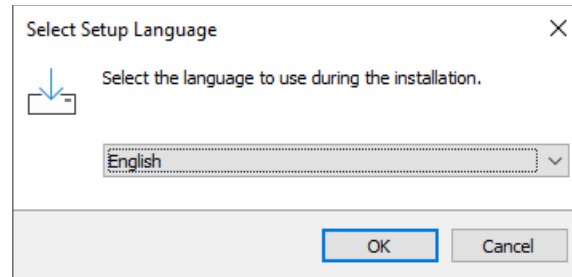 Select Setup Language
Select the language to use during the installation.
English
OK
Cancel